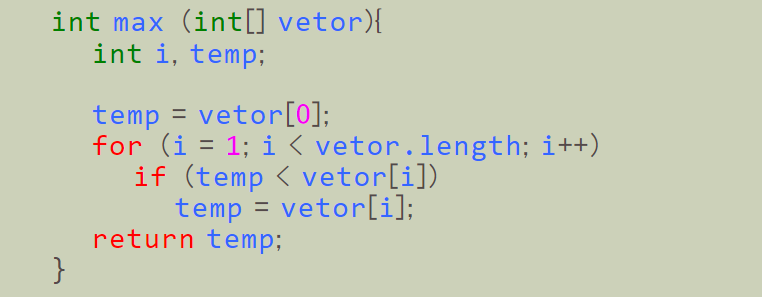 int max (int[] vetor){
int i, temp;
temp = vetor[0];
for (i = 1; i < vetor.length; i++)
if (temp < vetor[i])
temp = vetor[i];
return temp;
}